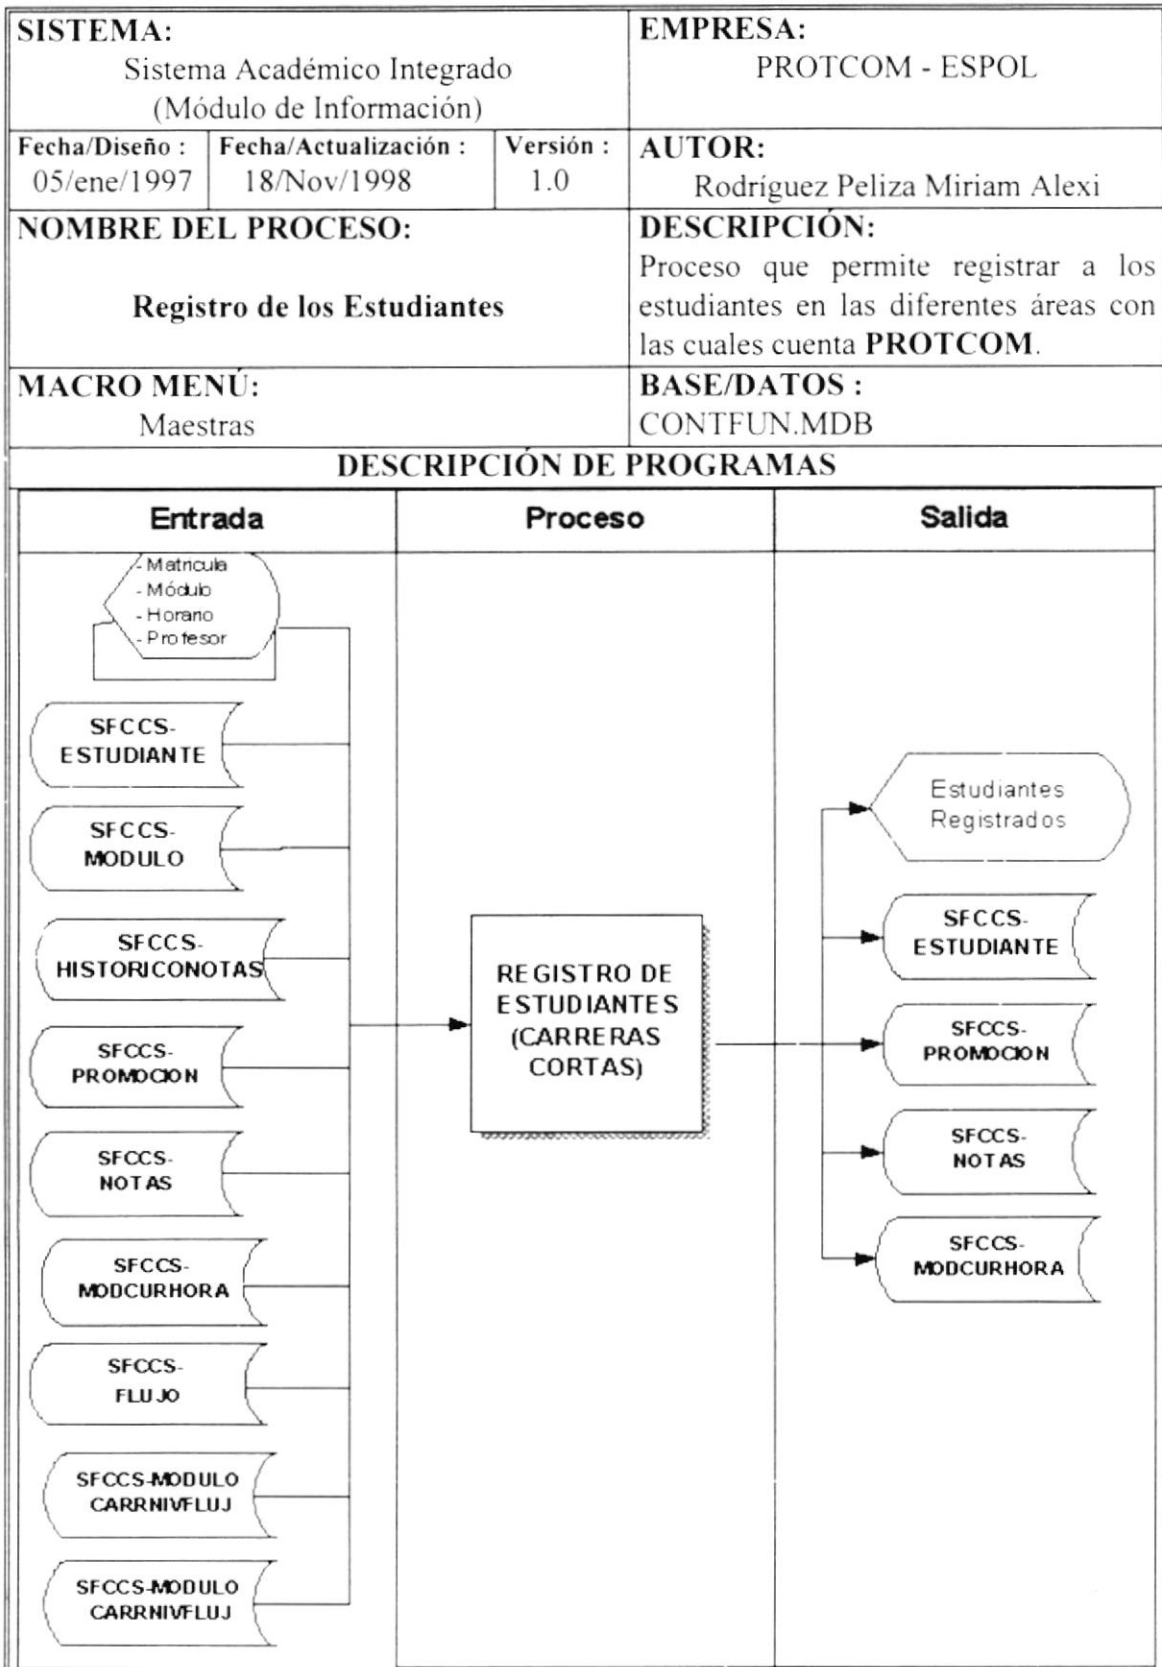 SISTEMA:
Sistema Académico Integrado
(Módulo de Información)
EMPRESA:
PROTCOM - ESPOL
Fecha/Diseño :
05/ene/1997
Fecha/Actualización :
18/Nov/1998
Versión :
1.0
AUTOR:
Rodríguez Peliza Miriam Alexi
NOMBRE DEL PROCESO:
Registro de los Estudiantes
DESCRIPCIÓN:
Proceso que permite registrar a los
estudiantes en las diferentes áreas con
las cuales cuenta PROTCOM.
MACRO MENÚ:
Maestras
BASE/DATOS :
CONTFUN.MDB
DESCRIPCIÓN DE PROGRAMAS
Entrada
Proceso
Salida
- Matricula
- Módulo
- Horario
- Profesor
SFCCS-
ESTUDIANTE
SFCCS-
MODULO
SFCCS-
HISTORICONOTAS
SFCCS-
PROMOCION
SFCCS-
NOTAS
SFCCS-
MODCURHORA
SFCCS-
FLUJO
SFCCS-MODULO
CARRNIVFLUJ
SFCCS-MODULO
CARRNIVFLUJ
REGISTRO DE
ESTUDIANTES
(CARRERAS
CORTAS)
Estudiantes
Registrados
SFCCS-
ESTUDIANTE
SFCCS-
PROMOCION
SFCCS-
NOTAS
SFCCS-
MODCURHORA